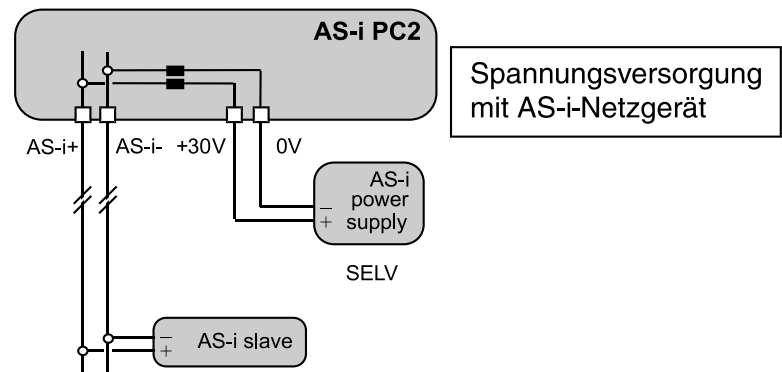 AS-i PC2
Spannungsversorgung
mit AS-i-Netzgerät
AS-i+ AS-i- +30V 0V
AS-i
power
supply
–
+
SELV
AS-i slave
–
+